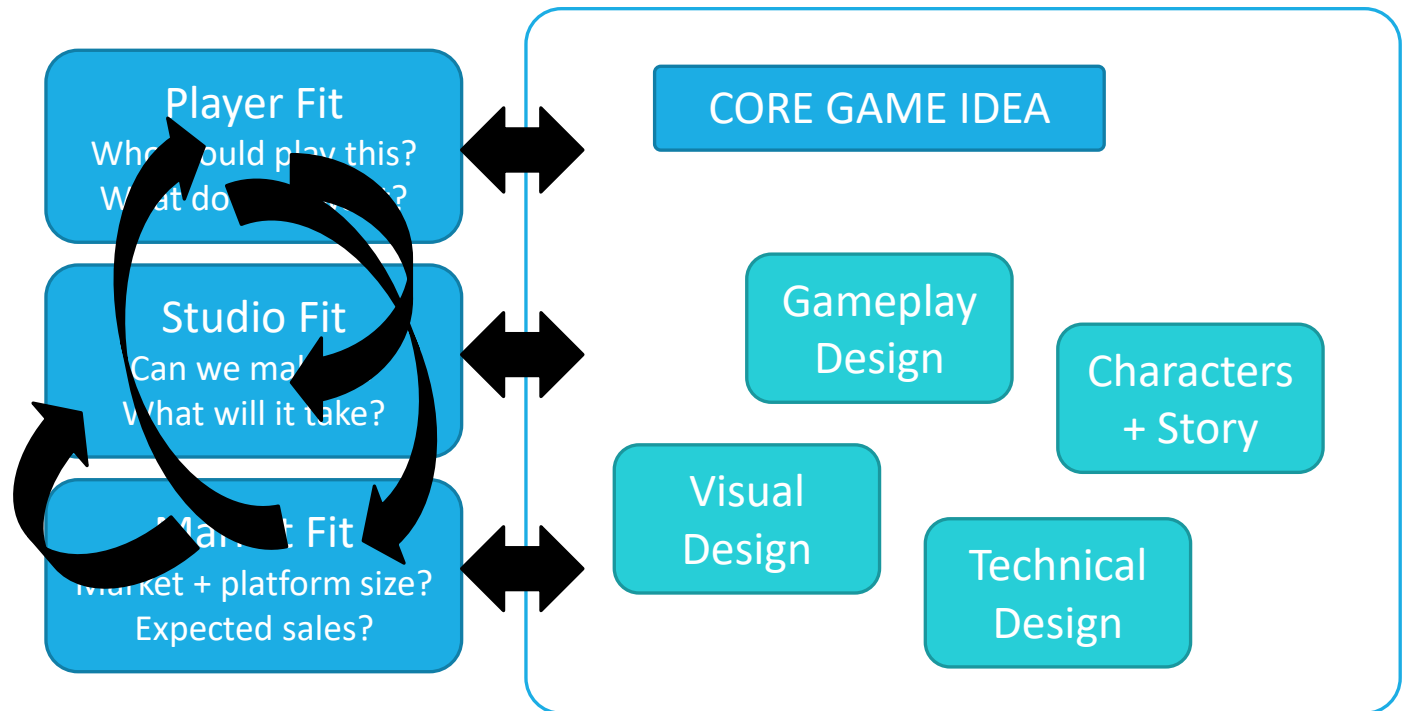 Player Fit
Who would play this?
What do
Studio Fit
Can we
What will it take?
Market Fit
Market + platform size?
Expected sales?
CORE GAME IDEA
Gameplay
Design
Characters
+ Story
Visual
Design
Technical
Design